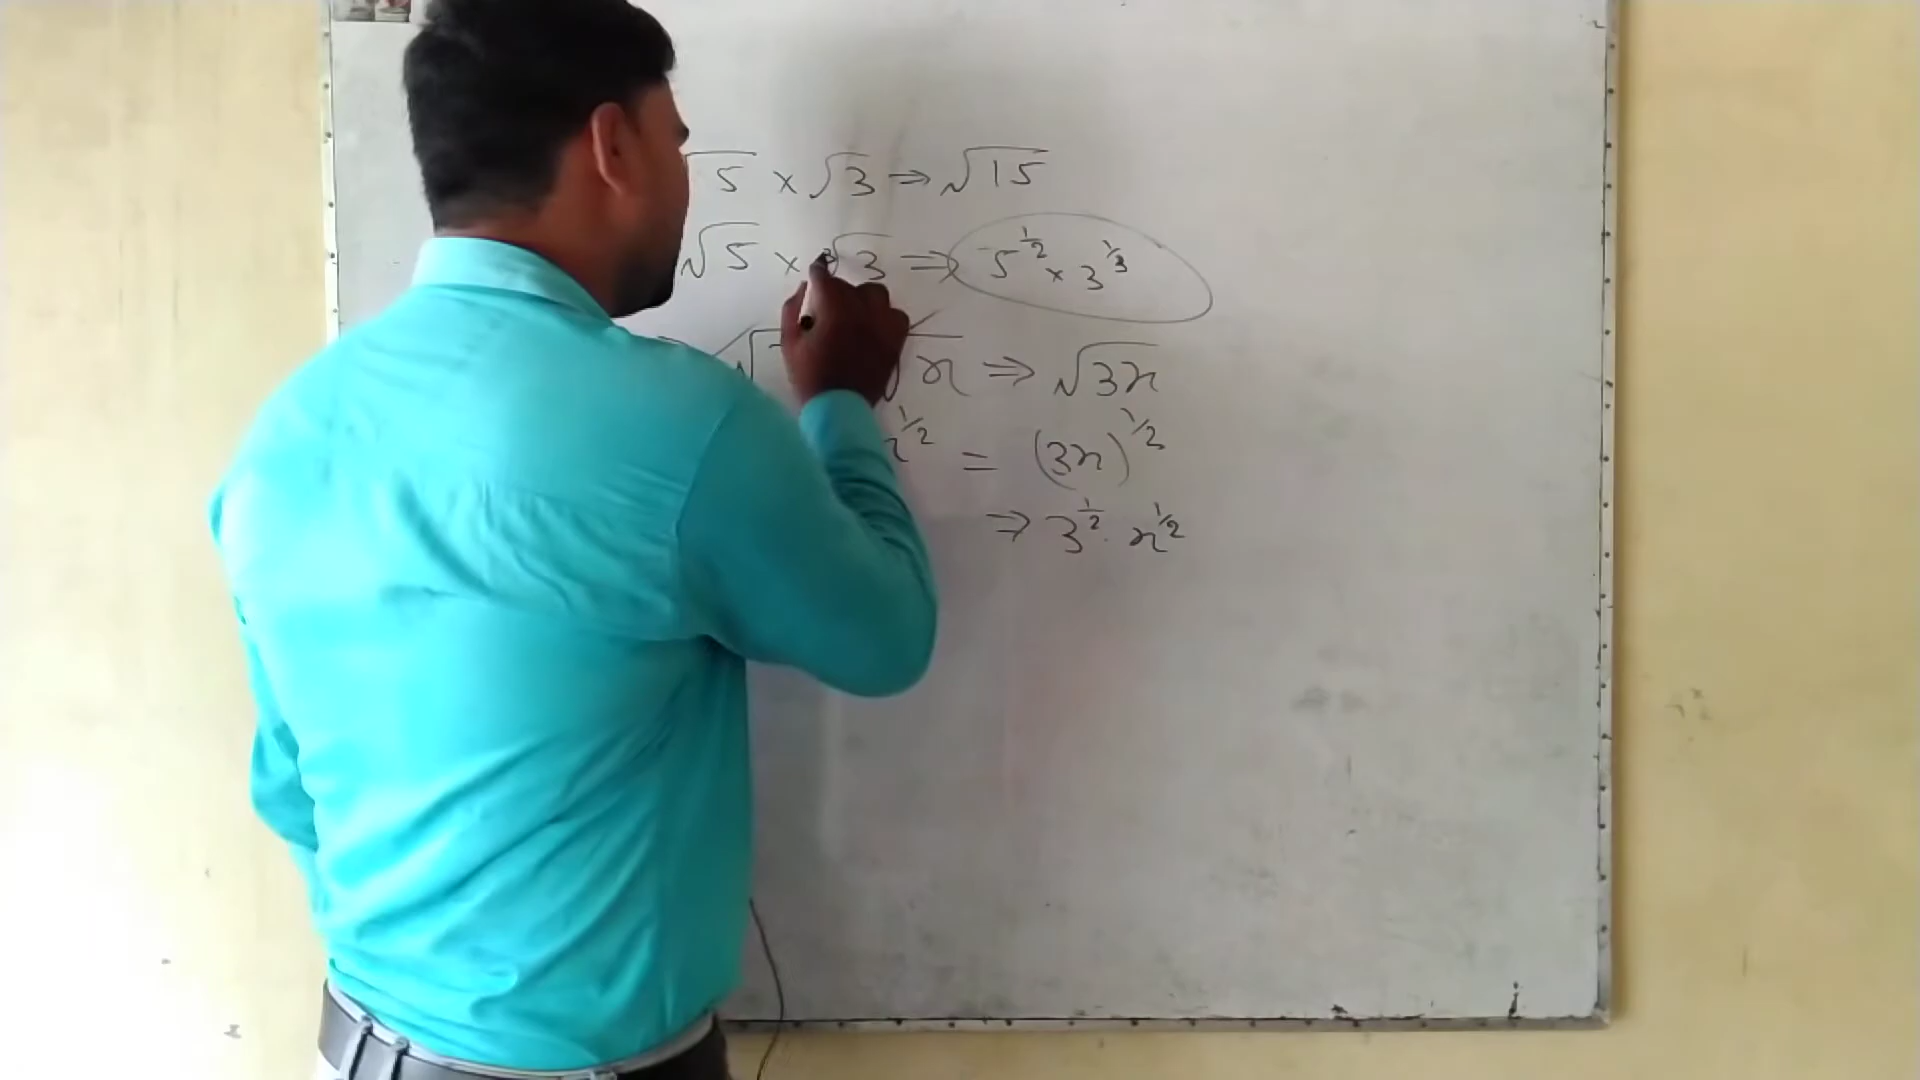 √5 × √3 ⇒ √15
√5 × ∛3 ⇒ 5^1/2 × 3^1/3
√x ⇒ √3x
x^1/2 = (3x)^1/2
⇒ 3^1/2 . x^1/2